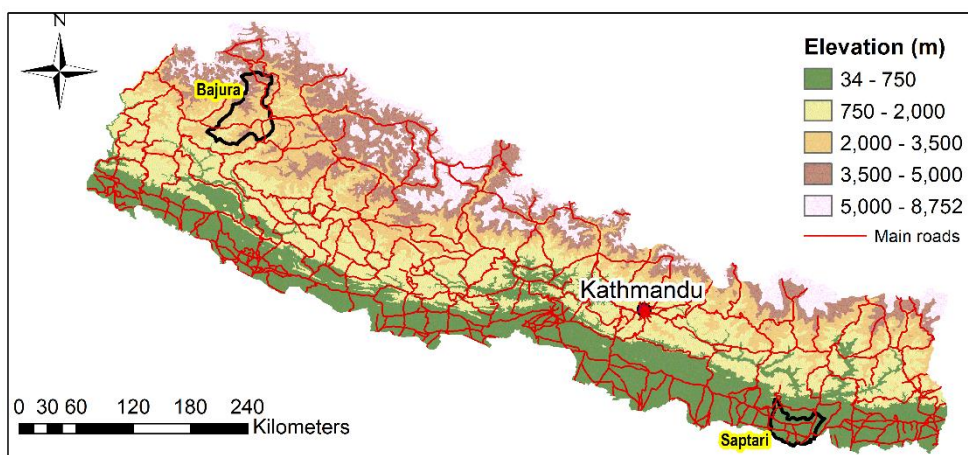 N
Bajura
Elevation (m)
34 - 750
750 - 2,000
2,000 - 3,500
3,500 - 5,000
5,000 - 8,752
Main roads
Kathmandu
0 30 60 120 180 240
Kilometers
Saptari